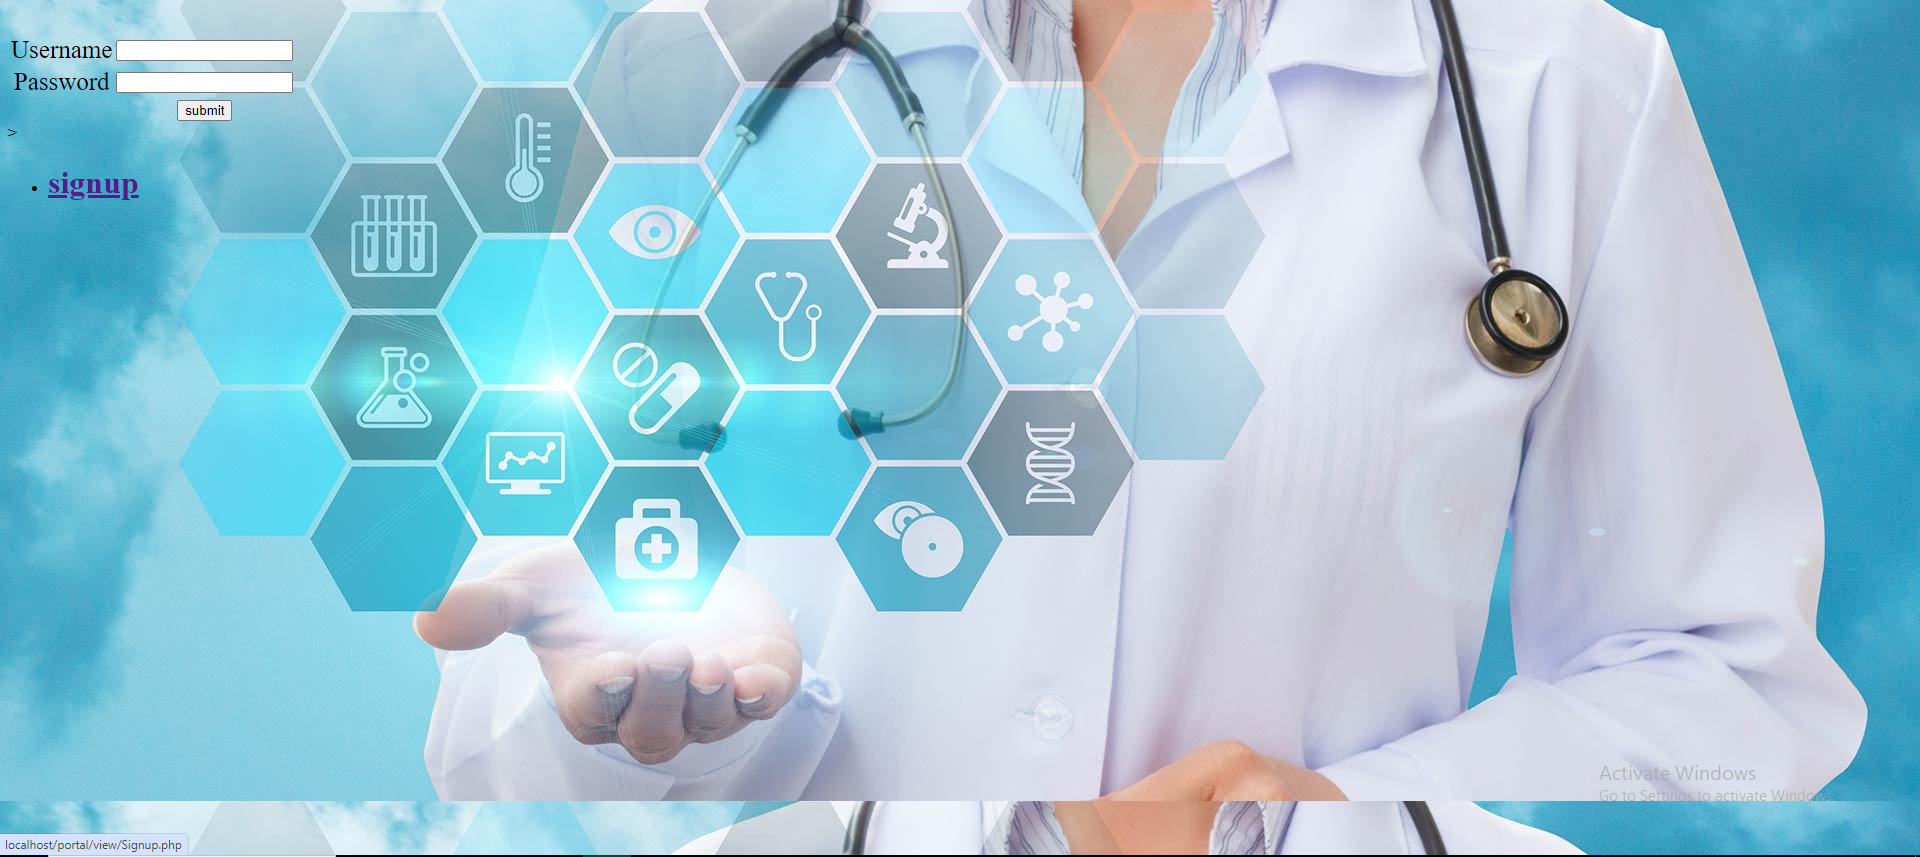 Username
Password
submit
>
signup
Activate Windows
Go to Settings to activate Windows.
localhost/portal/view/Signup.php